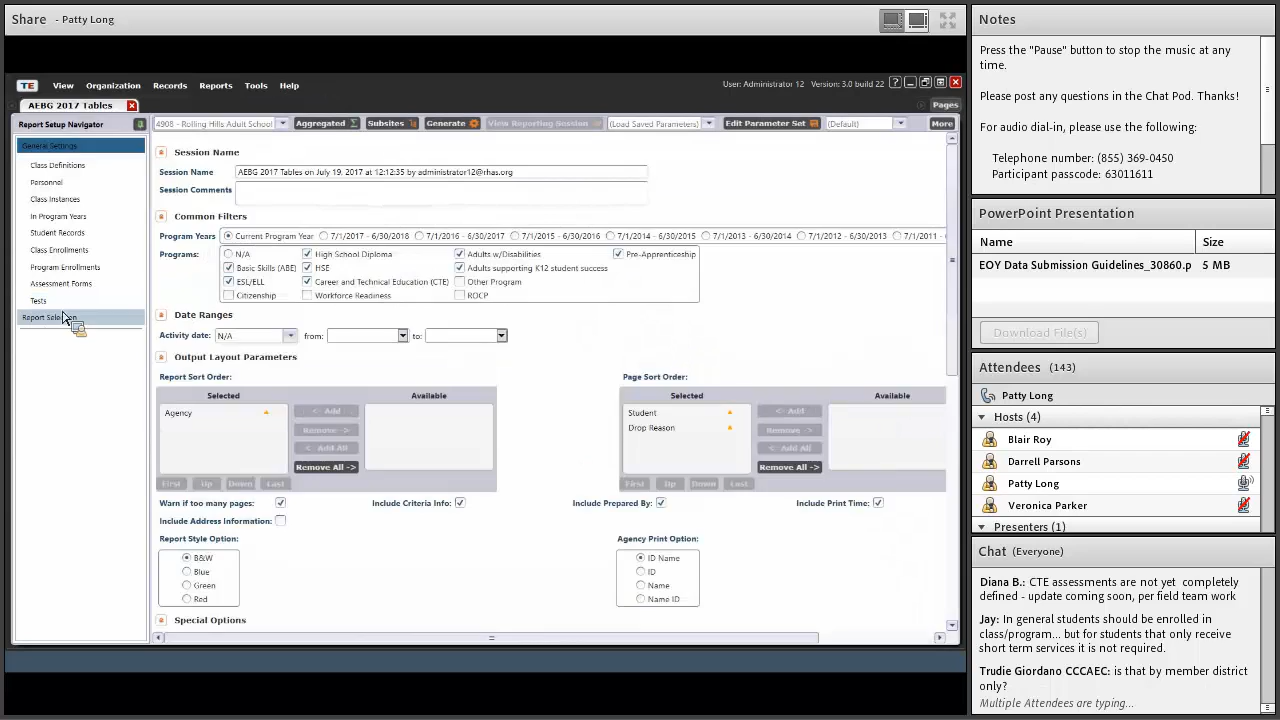 Share - Patty Long
TE View Organization Records Reports Tools Help
User: Administrator 12 Version: 3.0 build 22
AEBG 2017 Tables
Pages
Report Setup Navigator
4908 - Rolling Hills Adult School Aggregated Subsites Generate View Reporting Session (Load Saved Parameters) Edit Parameter Set (Default) More
General Settings
Class Definitions
Personnel
Class Instances
In Program Years
Student Records
Class Enrollments
Program Enrollments
Assessment Forms
Tests
Report
Session Name
Session Name AEBG 2017 Tables on July 19, 2017 at 12:12:35 by administrator12@rhas.org
Session Comments
Common Filters
Program Years Current Program Year 7/1/2017 - 6/30/2018 7/1/2016 - 6/30/2017 7/1/2015 - 6/30/2016 7/1/2014 - 6/30/2015 7/1/2013 - 6/30/2014 7/1/2012 - 6/30/2013 7/1/2011 -
Programs: N/A High School Diploma Adults w/Disabilities Pre-Apprenticeship
Basic Skills (ABE) HSE Adults supporting K12 student success
ESL/ELL Career and Technical Education (CTE) Other Program
Citizenship Workforce Readiness ROCP
Date Ranges
Activity date: N/A from: to:
Output Layout Parameters
Report Sort Order: Page Sort Order:
Selected Available Selected Available
Agency <- Add Student <- Add
Remove -> Drop Reason Remove ->
< Add All < Add All
Remove All -> Remove All ->
First Up Down Last First Up Down Last
Warn if too many pages: Include Criteria Info: Include Prepared By: Include Print Time:
Include Address Information:
Report Style Option: Agency Print Option:
B&W ID Name
Blue ID
Green Name
Red Name ID
Special Options
Notes
Press the "Pause" button to stop the music at any
time.
Please post any questions in the Chat Pod. Thanks!
For audio dial-in, please use the following:
Telephone number: (855) 369-0450
Participant passcode: 63011611
PowerPoint Presentation
Name Size
EOY Data Submission Guidelines_30860.p 5 MB
Download File(s)
Attendees (143)
Patty Long
Hosts (4)
Blair Roy
Darrell Parsons
Patty Long
Veronica Parker
Presenters (1)
Chat (Everyone)
Diana B.: CTE assessments are not yet completely
defined - update coming soon, per field team work
Jay: In general students should be enrolled in
class/program... but for students that only receive
short term services it is not required.
Trudie Giordano CCCAEC: is that by member district
only?
Multiple Attendees are typing...